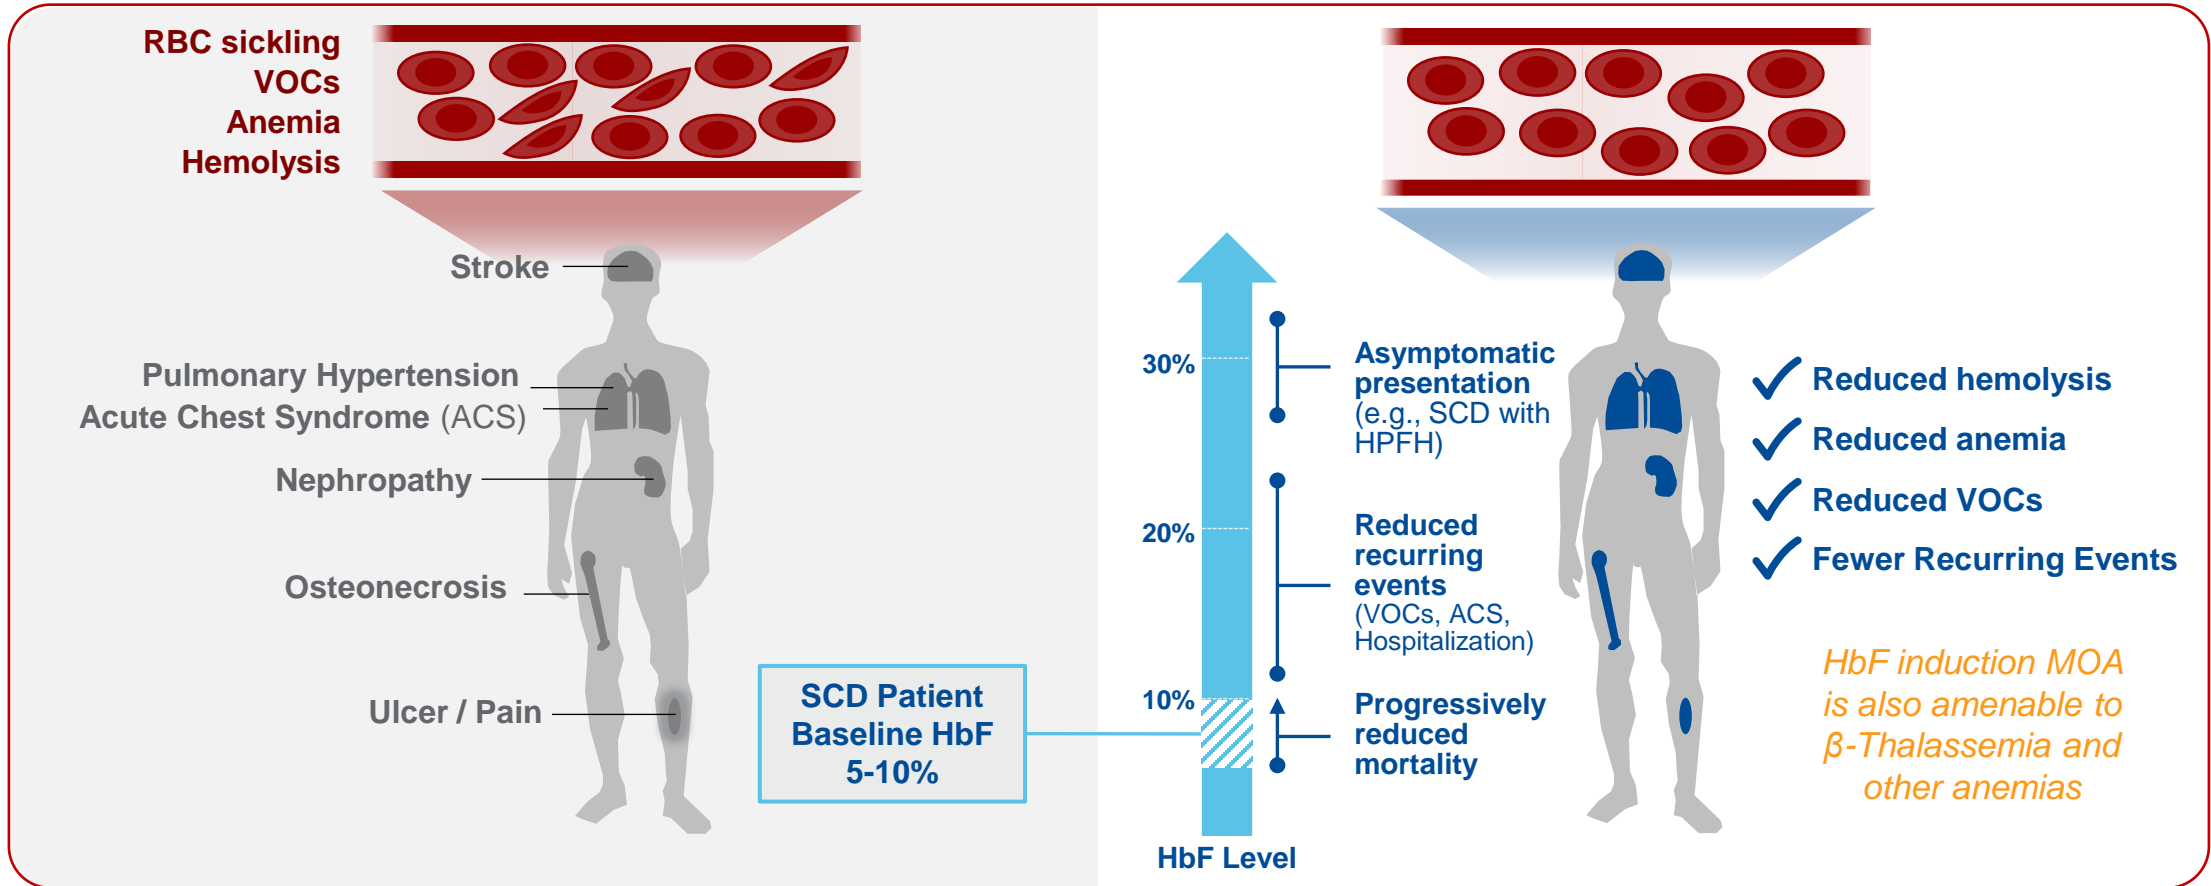 RBC sickling
VOCs
Anemia
Hemolysis
Stroke
Pulmonary Hypertension
Acute Chest Syndrome (ACS)
Nephropathy
Osteonecrosis
Ulcer / Pain
SCD Patient
Baseline HbF
5-10%
30%
20%
10%
HbF Level
Asymptomatic
presentation
(e.g., SCD with
HPFH)
Reduced
recurring
events
(VOCs, ACS,
Hospitalization)
Progressively
reduced
mortality
Reduced hemolysis
Reduced anemia
Reduced VOCs
Fewer Recurring Events
HbF induction MOA
is also amenable to
β-Thalassemia and
other anemias